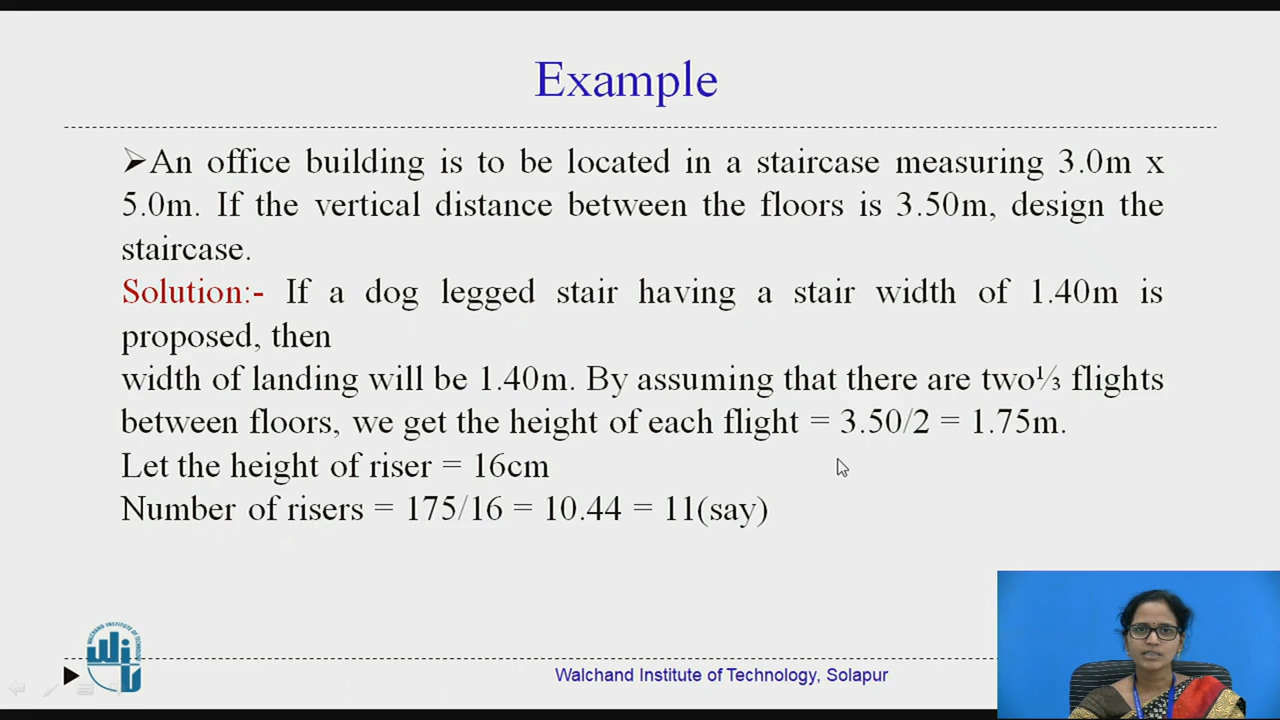 Example
➢An office building is to be located in a staircase measuring 3.0m x
5.0m. If the vertical distance between the floors is 3.50m, design the
staircase.
Solution:- If a dog legged stair having a stair width of 1.40m is
proposed, then
width of landing will be 1.40m. By assuming that there are two⅓ flights
between floors, we get the height of each flight = 3.50/2 = 1.75m.
Let the height of riser = 16cm
Number of risers = 175/16 = 10.44 = 11(say)
Walchand Institute of Technology, Solapur